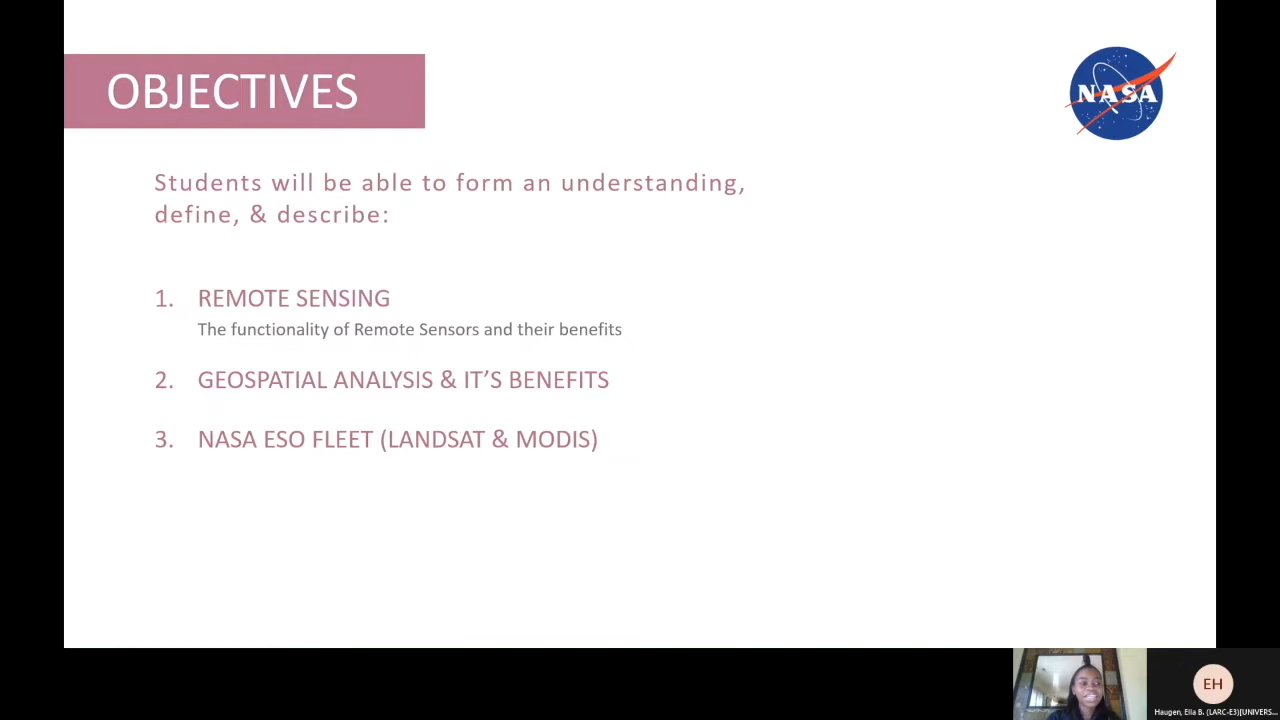 OBJECTIVES
NASA
Students will be able to form an understanding,
define, & describe:
1. REMOTE SENSING
The functionality of Remote Sensors and their benefits
2. GEOSPATIAL ANALYSIS & IT’S BENEFITS
3. NASA ESO FLEET (LANDSAT & MODIS)
EH
Haugen, Ella B. (LARC-E3)[UNIVERS...